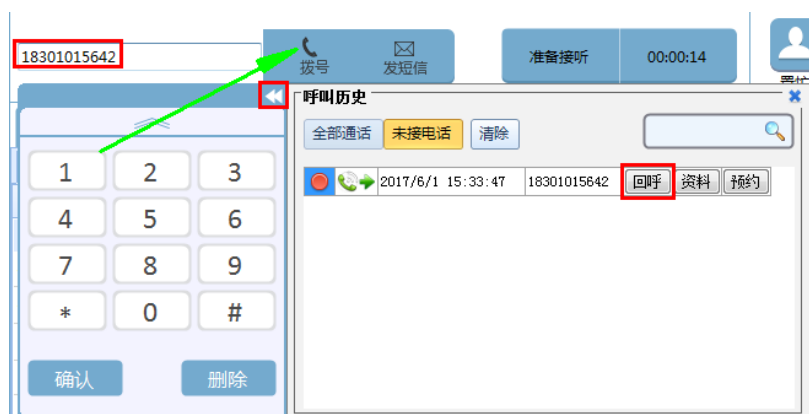 18301015642
拨号
发短信
准备接听
00:00:14
呼叫历史
全部通话 未接电话 清除
2017/6/1 15:33:47 18301015642 回呼 资料 预约
1 2 3
4 5 6
7 8 9
* 0 #
确认 删除